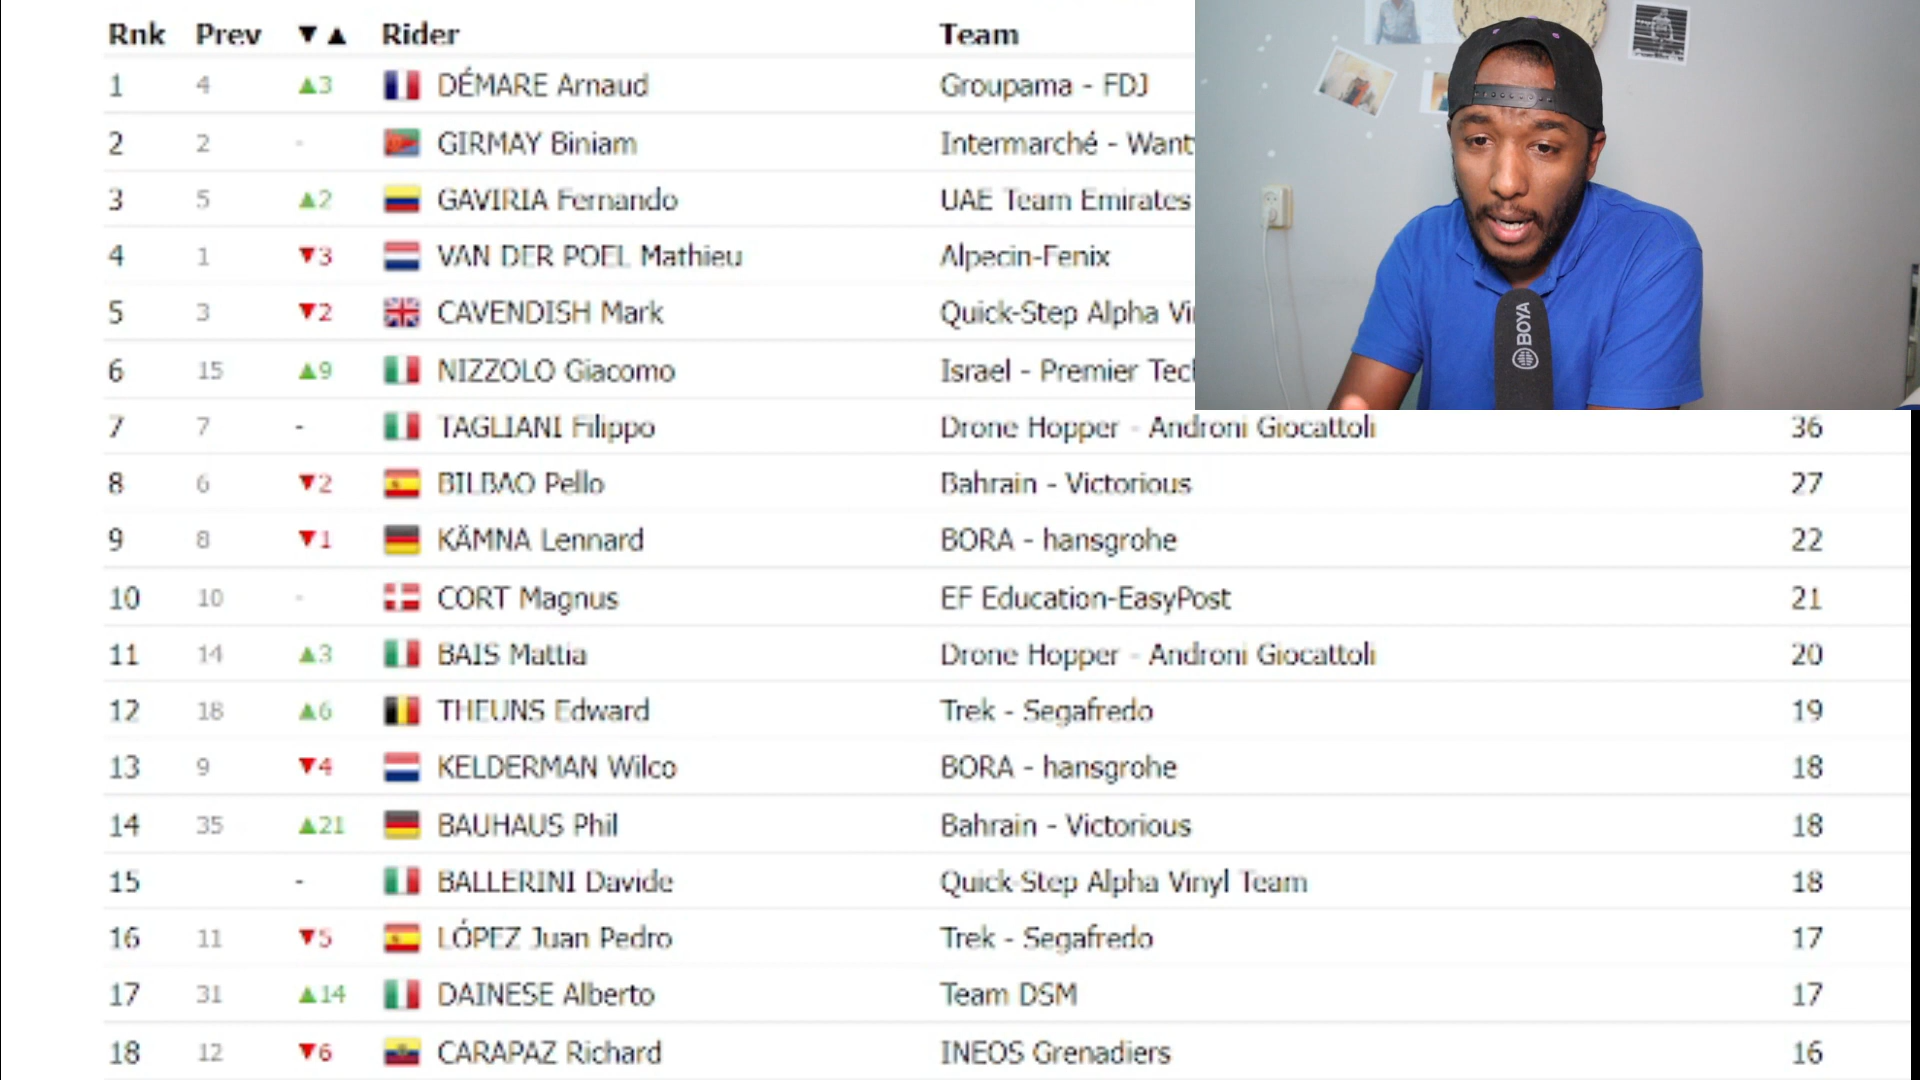 Rnk Prev ▼▲ Rider Team
1 4 ▲3 DÉMARE Arnaud Groupama - FDJ
2 2 - GIRMAY Biniam Intermarché - Want
3 5 ▲2 GAVIRIA Fernando UAE Team Emirates
4 1 ▼3 VAN DER POEL Mathieu Alpecin-Fenix
5 3 ▼2 CAVENDISH Mark Quick-Step Alpha Vi
6 15 ▲9 NIZZOLO Giacomo Israel - Premier Tec
7 7 - TAGLIANI Filippo Drone Hopper - Androni Giocattoli 36
8 6 ▼2 BILBAO Pello Bahrain - Victorious 27
9 8 ▼1 KÄMNA Lennard BORA - hansgrohe 22
10 10 - CORT Magnus EF Education-EasyPost 21
11 14 ▲3 BAIS Mattia Drone Hopper - Androni Giocattoli 20
12 18 ▲6 THEUNS Edward Trek - Segafredo 19
13 9 ▼4 KELDERMAN Wilco BORA - hansgrohe 18
14 35 ▲21 BAUHAUS Phil Bahrain - Victorious 18
15 - BALLERINI Davide Quick-Step Alpha Vinyl Team 18
16 11 ▼5 LÓPEZ Juan Pedro Trek - Segafredo 17
17 31 ▲14 DAINESE Alberto Team DSM 17
18 12 ▼6 CARAPAZ Richard INEOS Grenadiers 16
BOYA